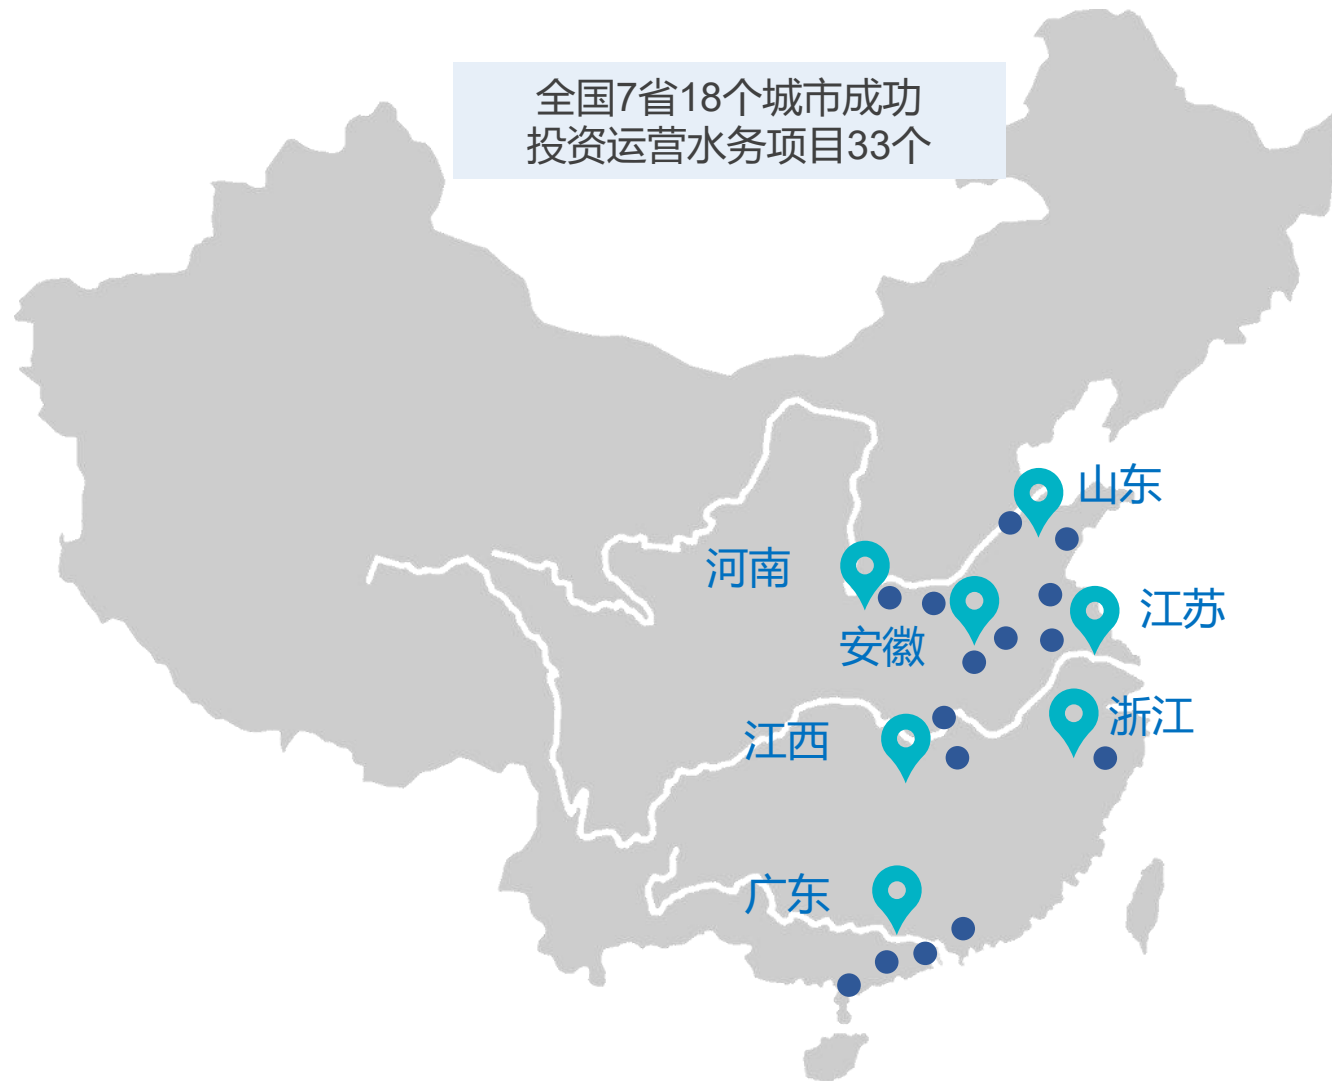 全国7省18个城市成功
投资运营水务项目33个
山东
河南
江苏
安徽
浙江
江西
广东